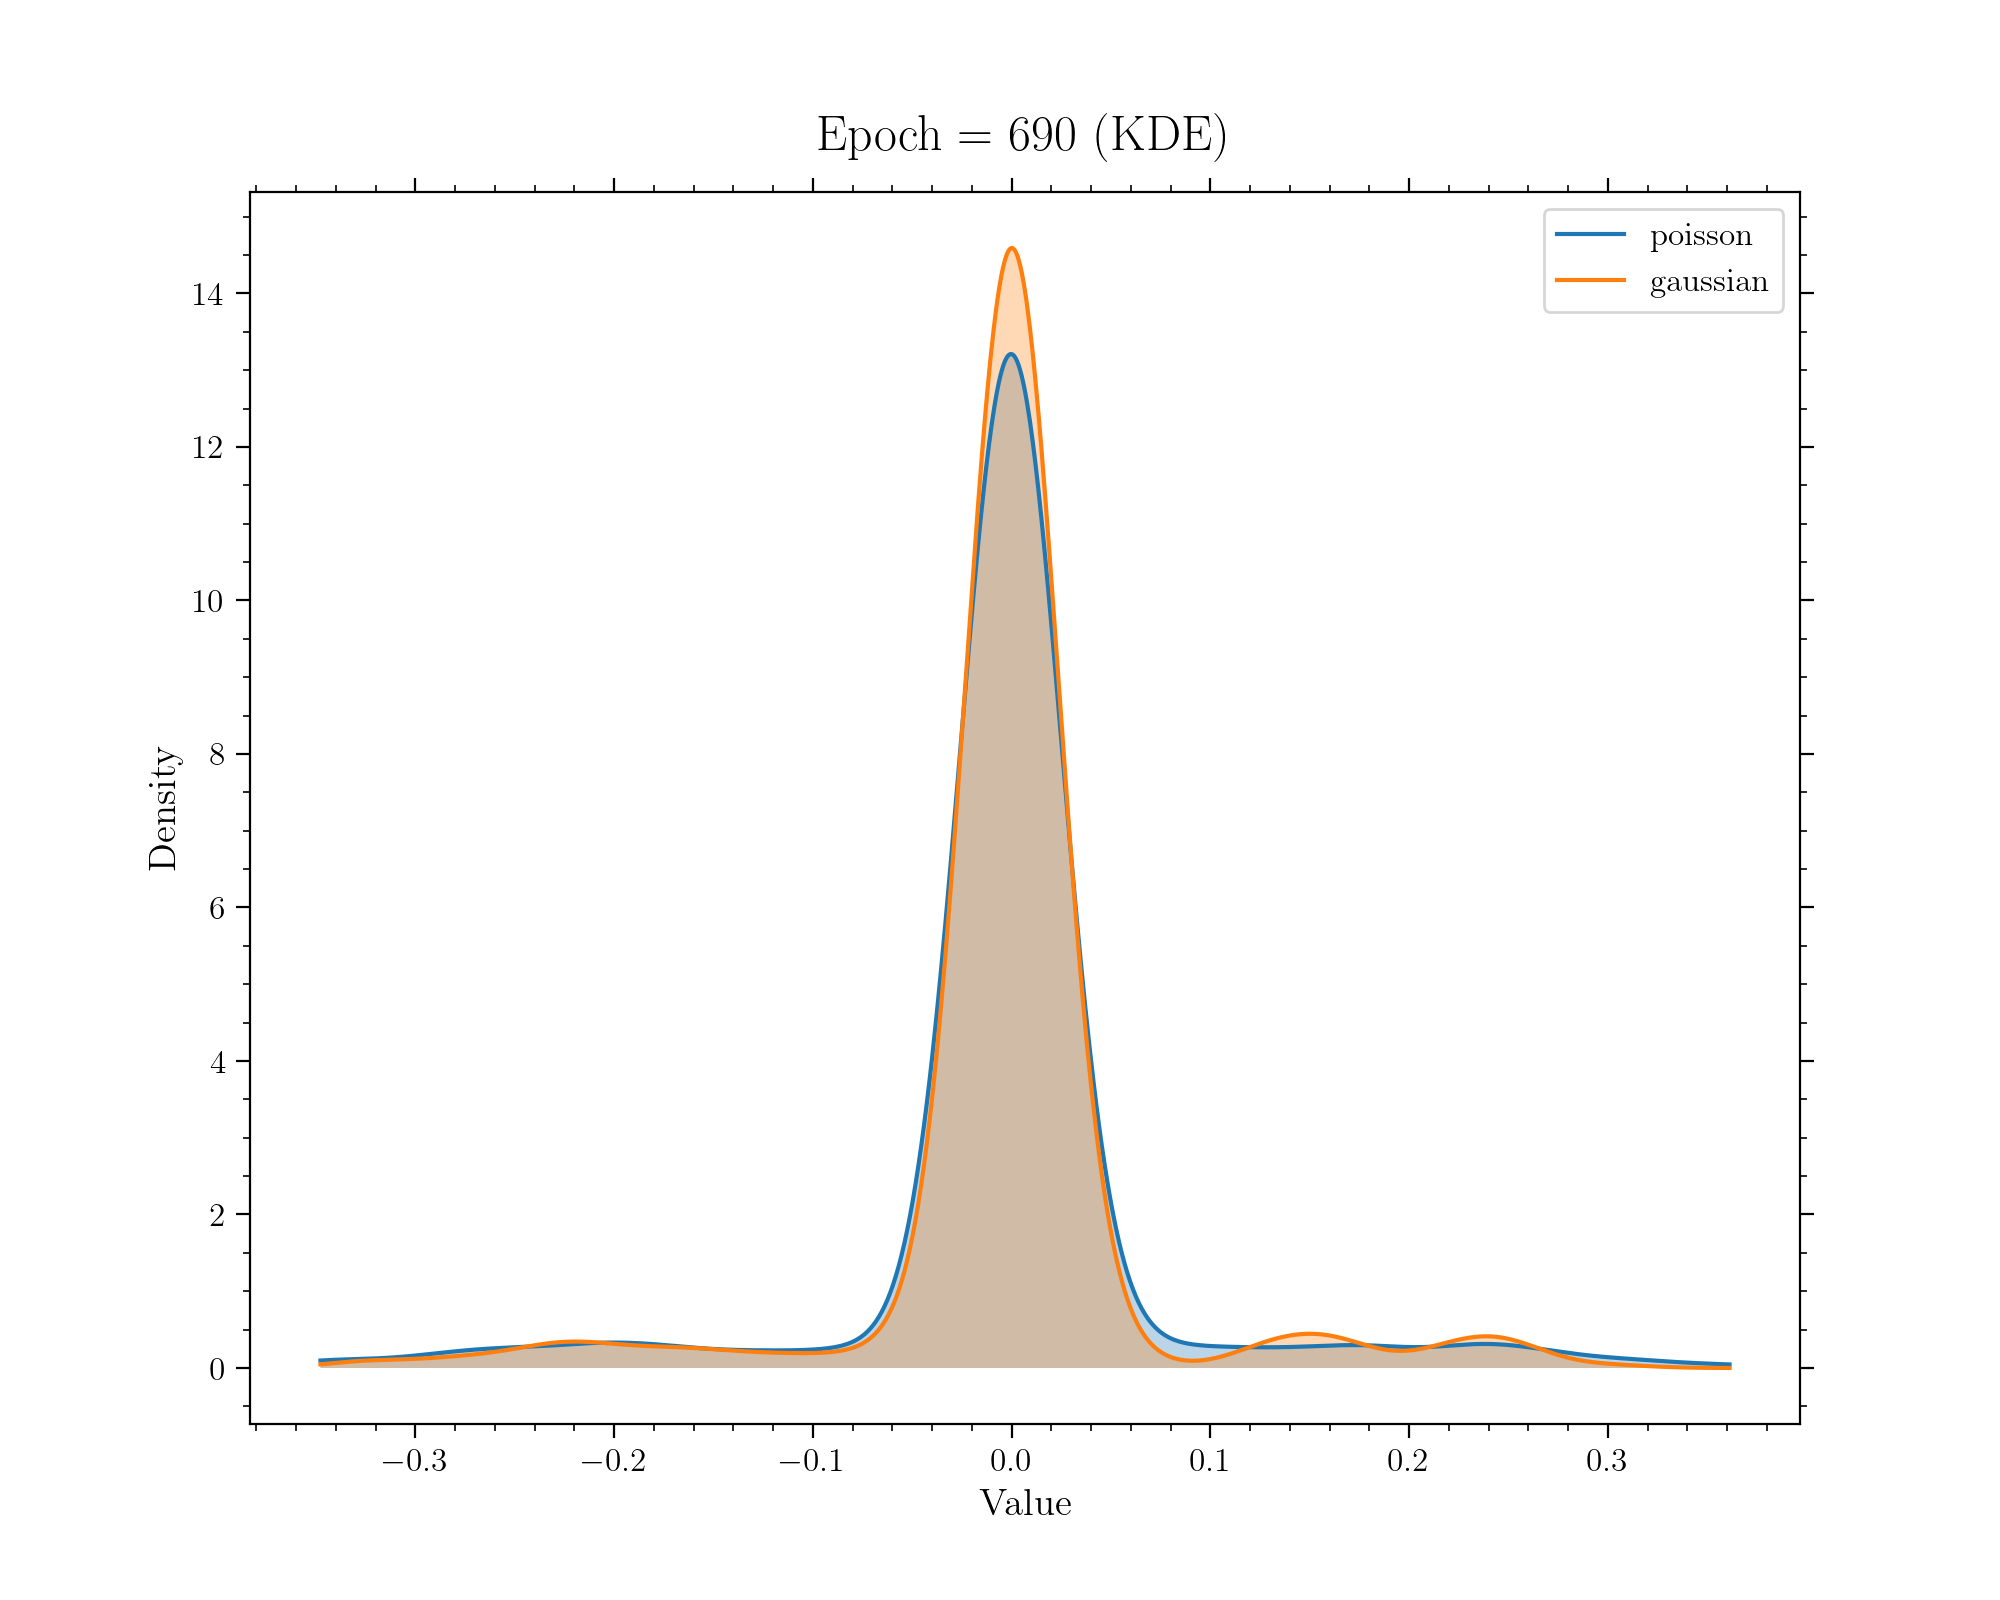 Epoch = 690 (KDE)
poisson
gaussian
14
12
10
8
6
4
2
0
Density
−0.3 −0.2 −0.1 0.0 0.1 0.2 0.3
Value